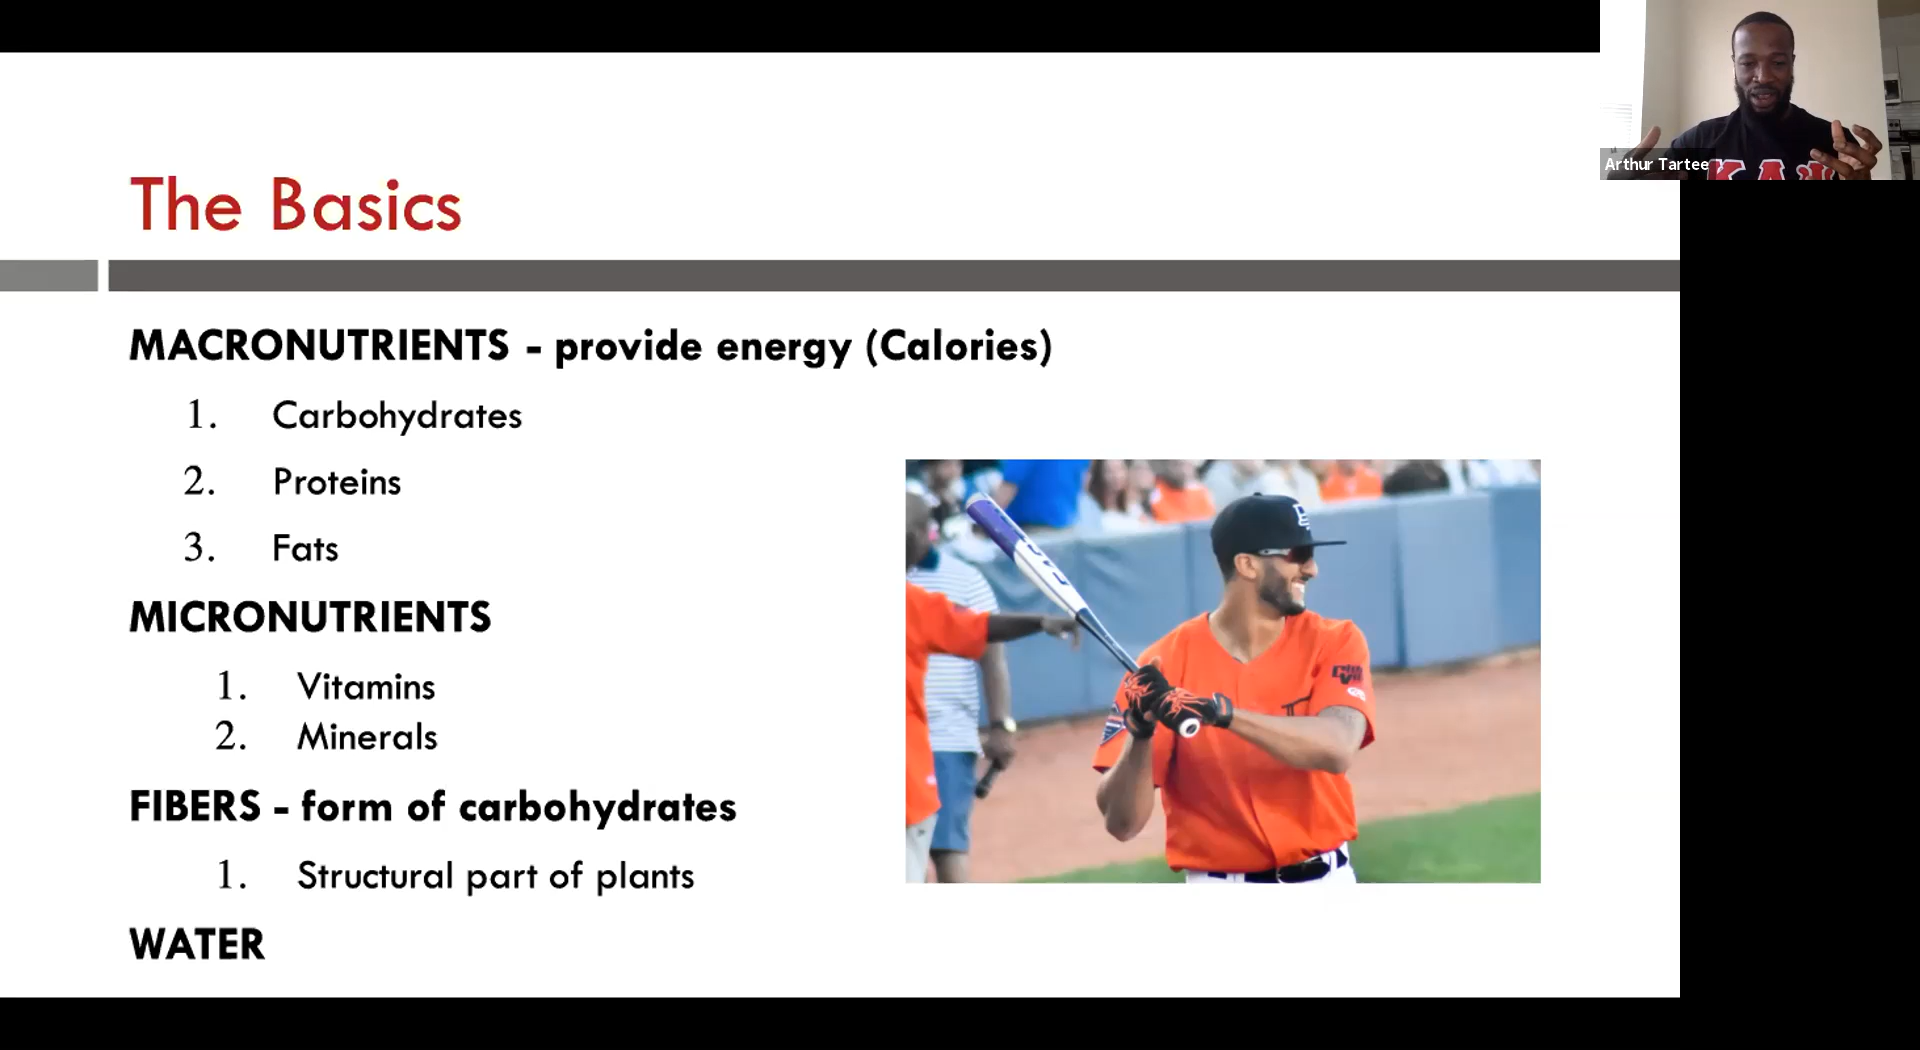 The Basics
MACRONUTRIENTS - provide energy (Calories)
1. Carbohydrates
2. Proteins
3. Fats
MICRONUTRIENTS
1. Vitamins
2. Minerals
FIBERS - form of carbohydrates
1. Structural part of plants
WATER
Arthur Tartee